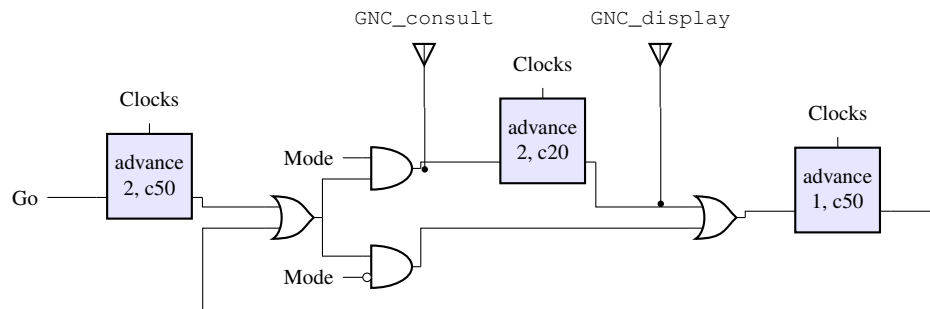 GNC_consult
GNC_display
Clocks
Clocks
Clocks
advance
2, c20
advance
2, c50
Mode
advance
1, c50
Go
Mode